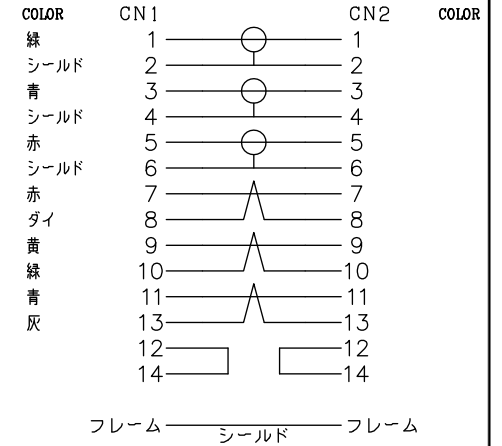 COLOR CN1 CN2 COLOR
緑 1 1
シールド 2 2
青 3 3
シールド 4 4
赤 5 5
シールド 6 6
赤 7 7
ダイ 8 8
黄 9 9
緑 10 10
青 11 11
灰 13 13
12 12
14 14
フレーム シールド フレーム